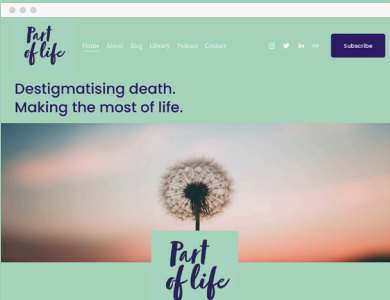 Part
of life
Home About Blog Library Podcast Contact
Subscribe
Destigmatising death.
Making the most of life.
Part
of life